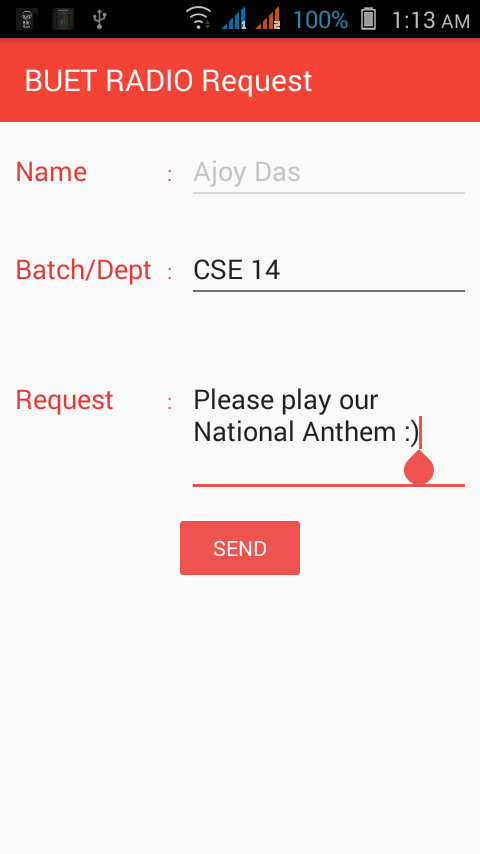 100% 1:13 AM
BUET RADIO Request
Name : Ajoy Das
Batch/Dept : CSE 14
Request : Please play our
National Anthem :)
SEND